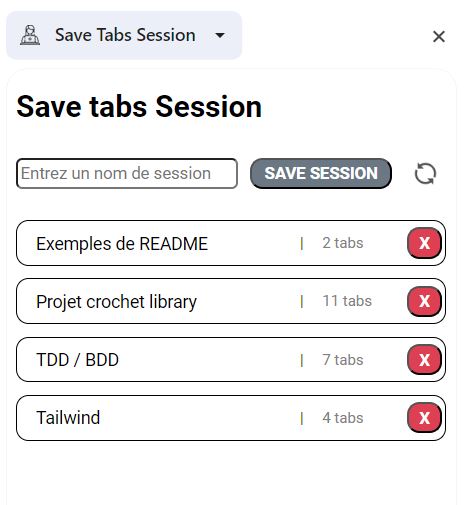 Save Tabs Session
Save tabs Session
Entrez un nom de session SAVE SESSION
Exemples de README | 2 tabs X
Projet crochet library | 11 tabs X
TDD / BDD | 7 tabs X
Tailwind | 4 tabs X